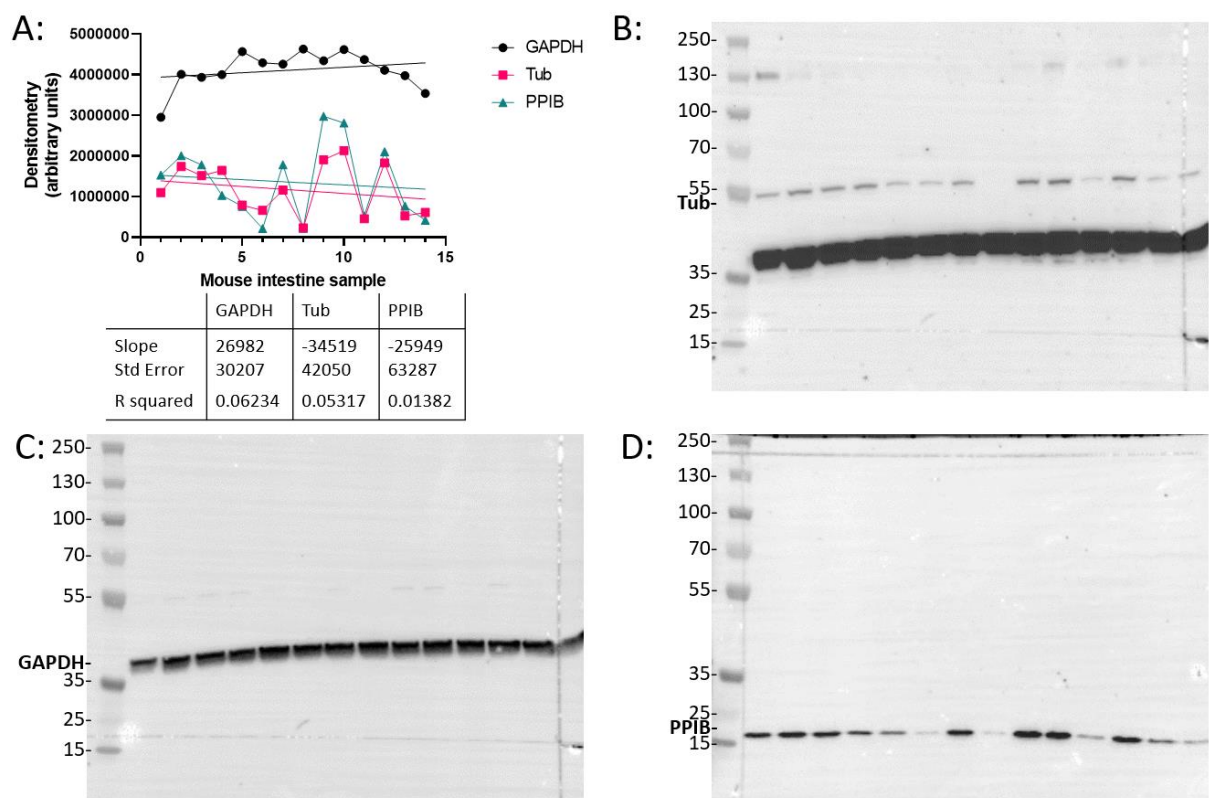 A:
5000000
4000000
3000000
2000000
1000000
0
Densitometry
(arbitrary units)
0 5 10 15
Mouse intestine sample
GAPDH
Tub
PPIB
GAPDH Tub PPIB
Slope 26982 -34519 -25949
Std Error 30207 42050 63287
R squared 0.06234 0.05317 0.01382
B:
250-
130-
100-
70-
55-
Tub-
35-
25-
15-
C:
250-
130-
100-
70-
55-
GAPDH-
35-
25-
15-
D:
250-
130-
100-
70-
55-
35-
25-
PPIB-
15-